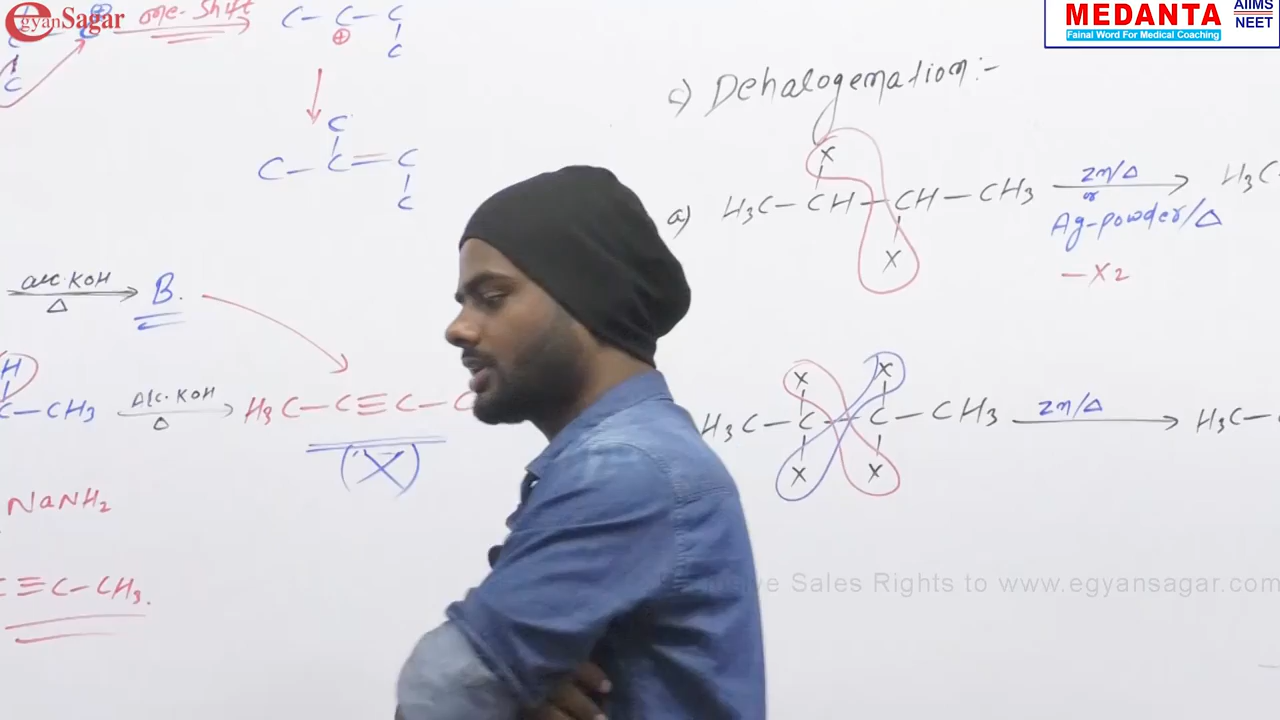 egyanSagar
one-shift
C – C – C
⊕
C
C
C
C – C = C
C
alc.KOH
Δ
B.
H
C – CH3
Alc.KOH
Δ
H3C – C ≡ C – C
(X)
NaNH2
C ≡ C – CH3.
MEDANTA
Fainal Word For Medical Coaching
AIIMS
NEET
c) Dehalogenation:-
X
a) H3C – CH – CH – CH3
X
Zn/Δ
or
Ag-powder/Δ
– X2
H3C
X X
H3C – C – C – CH3
X X
Zn/Δ
H3C –
ive Sales Rights to www.egyansagar.com